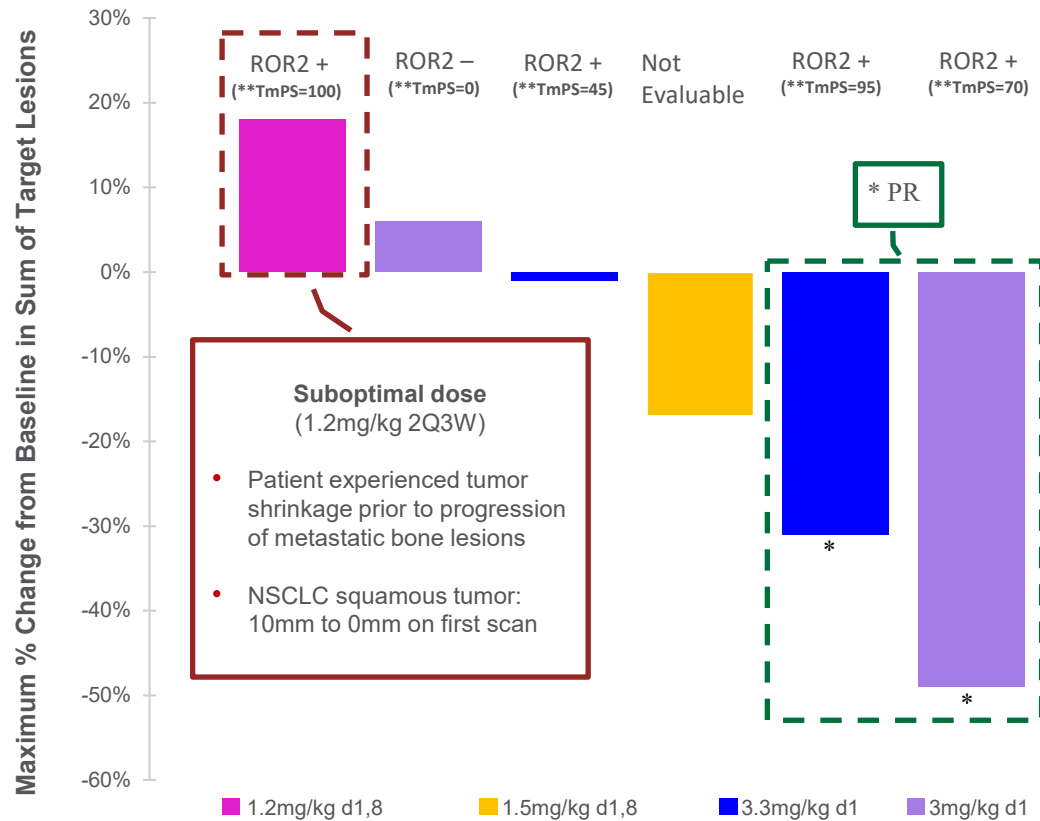 Maximum % Change from Baseline in Sum of Target Lesions
30%
20%
10%
0%
-10%
-20%
-30%
-40%
-50%
-60%
ROR2 +
(**TmPS=100)
ROR2 –
(**TmPS=0)
ROR2 +
(**TmPS=45)
Not
Evaluable
ROR2 +
(**TmPS=95)
ROR2 +
(**TmPS=70)
* PR
Suboptimal dose
(1.2mg/kg 2Q3W)
• Patient experienced tumor
shrinkage prior to progression
of metastatic bone lesions
• NSCLC squamous tumor:
10mm to 0mm on first scan
*
*
1.2mg/kg d1,8
1.5mg/kg d1,8
3.3mg/kg d1
3mg/kg d1